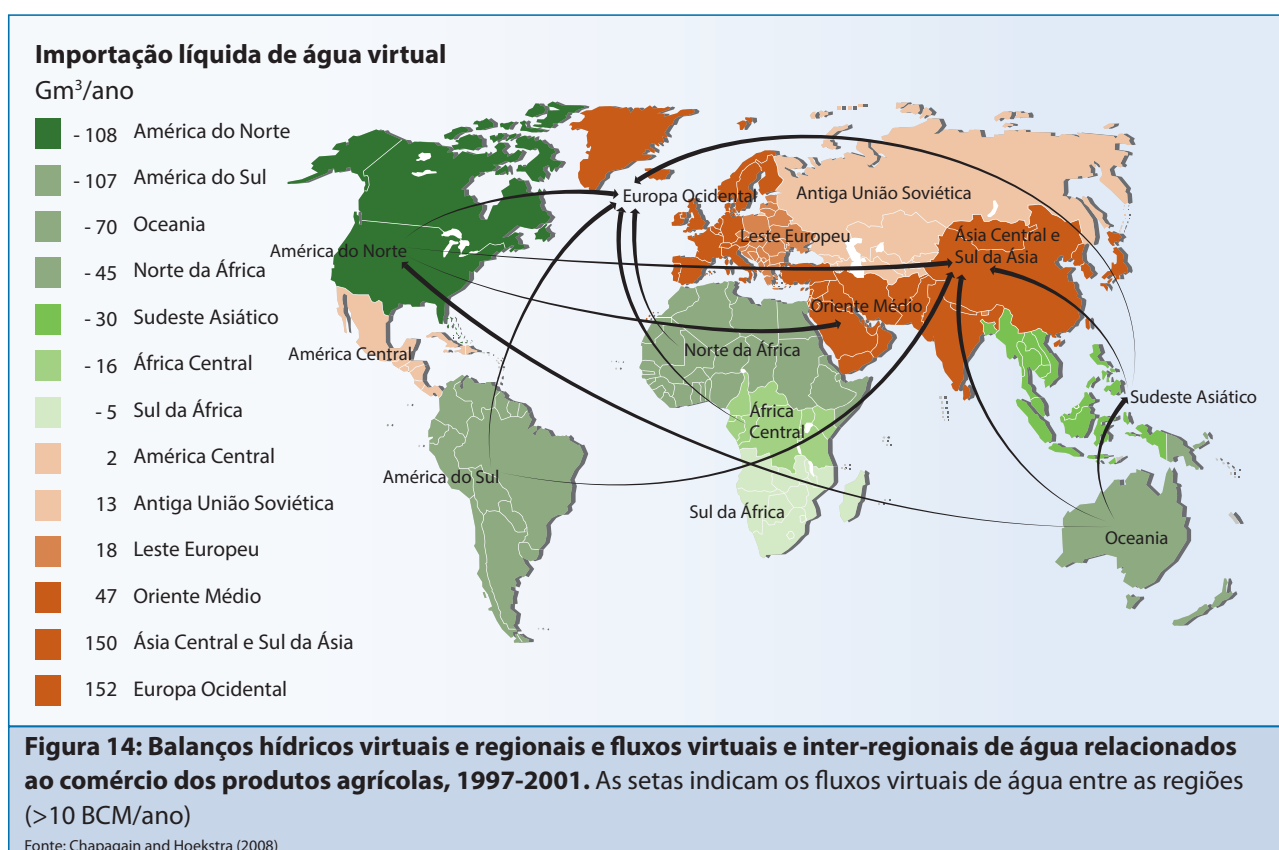 Importação líquida de água virtual
Gm³/ano
- 108 América do Norte
- 107 América do Sul
- 70 Oceania
- 45 Norte da África
- 30 Sudeste Asiático
- 16 África Central
- 5 Sul da África
2 América Central
13 Antiga União Soviética
18 Leste Europeu
47 Oriente Médio
150 Ásia Central e Sul da Ásia
152 Europa Ocidental
Europa Ocidental
Antiga União Soviética
Leste Europeu
Ásia Central e
Sul da Ásia
América do Norte
Oriente Médio
América Central
Norte da África
Sudeste Asiático
África
Central
América do Sul
Sul da África
Oceania
Figura 14: Balanços hídricos virtuais e regionais e fluxos virtuais e inter-regionais de água relacionados
ao comércio dos produtos agrícolas, 1997-2001. As setas indicam os fluxos virtuais de água entre as regiões
(>10 BCM/ano)
Fonte: Chapagain and Hoekstra (2008)